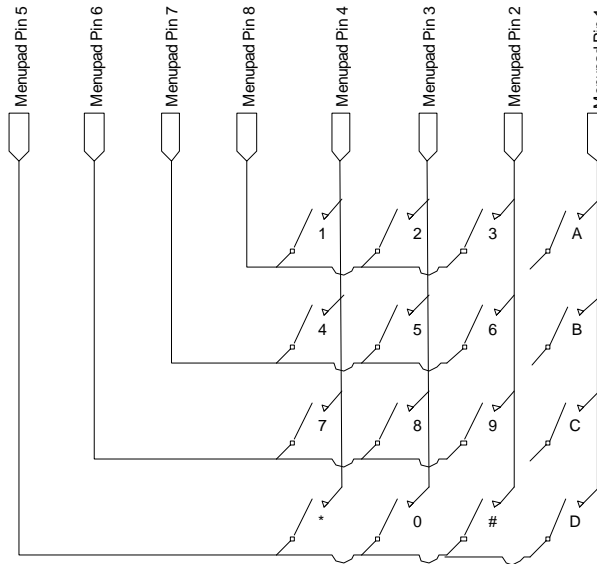 Menupad Pin 5
Menupad Pin 6
Menupad Pin 7
Menupad Pin 8
Menupad Pin 4
Menupad Pin 3
Menupad Pin 2
1 2 3 A
4 5 6 B
7 8 9 C
* 0 # D